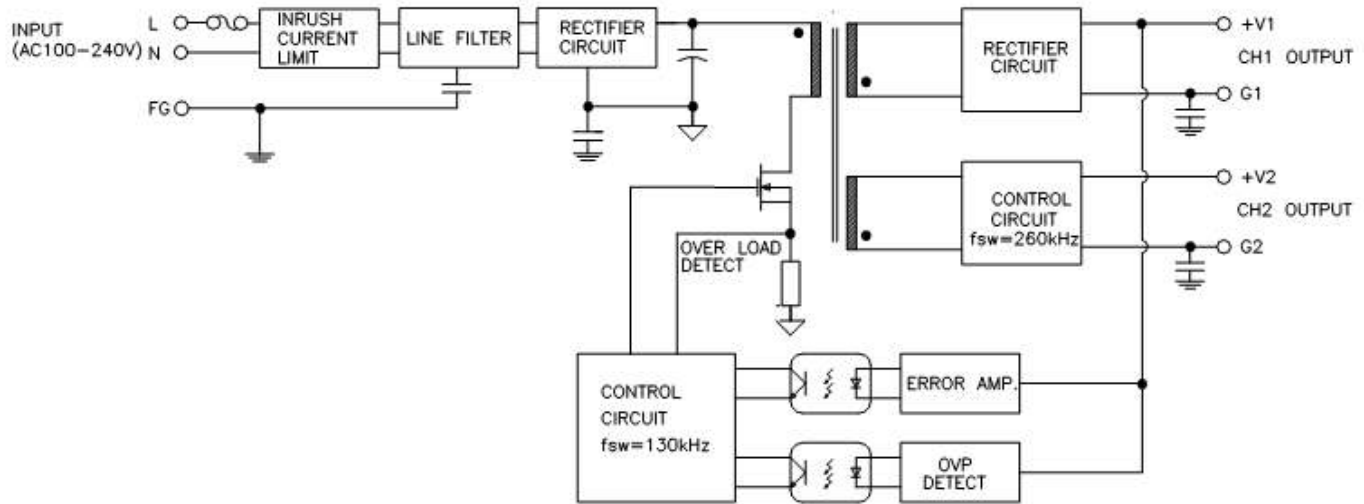 INPUT
(AC100-240V)
L
N
FG
INRUSH
CURRENT
LIMIT
LINE FILTER
RECTIFIER
CIRCUIT
RECTIFIER
CIRCUIT
+V1
CH1 OUTPUT
G1
CONTROL
CIRCUIT
fsw=260kHz
+V2
CH2 OUTPUT
G2
OVER LOAD
DETECT
CONTROL
CIRCUIT
fsw=130kHz
ERROR AMP.
OVP
DETECT